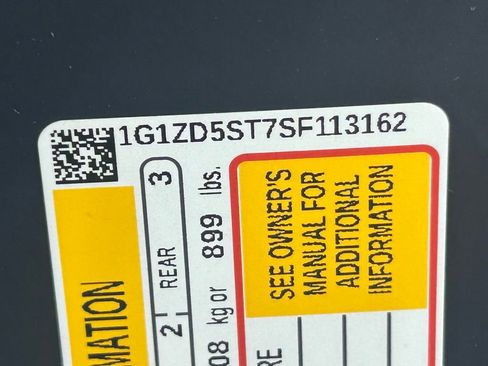 1G1ZD5ST7SF113162
MATION
REAR 3
2
08 kg or 899 lbs.
SEE OWNER'S
MANUAL FOR
ADDITIONAL
INFORMATION
RE